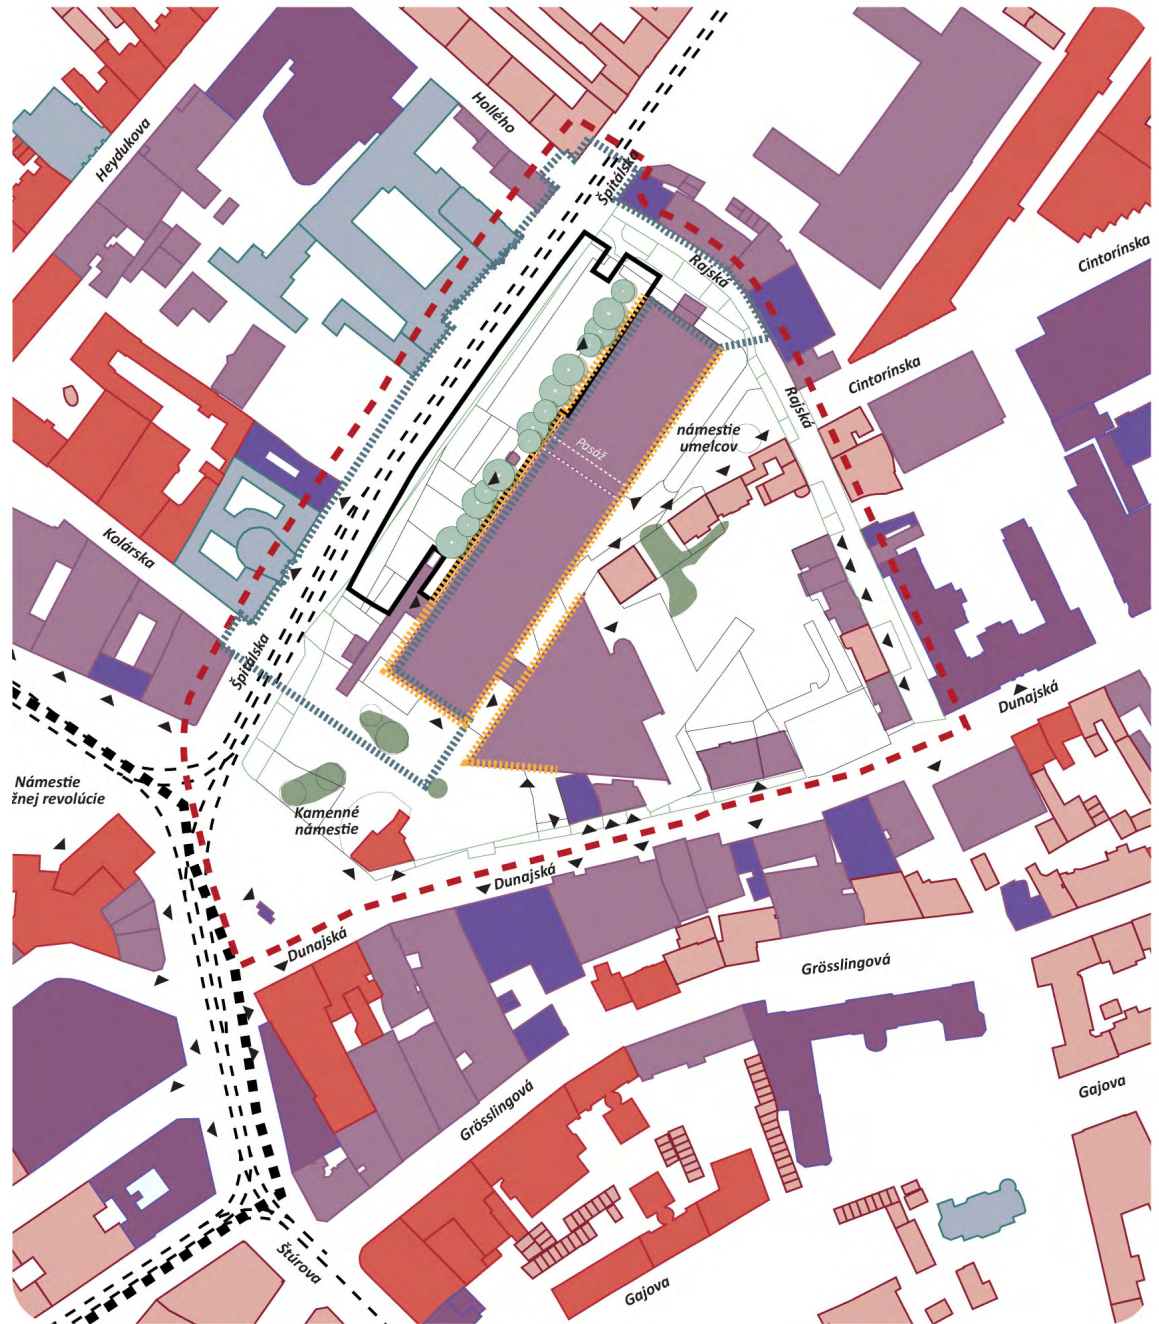 Hollého
Heydukova
Špitálska
Cintorínska
Rajská
Cintorínska
Rajská
námestie
umelcov
Pasáž
Kolárska
Špitálska
Dunajská
Námestie
žnej revolúcie
Kamenné
námestie
Dunajská
Dunajská
Grösslingová
Gajova
Grösslingová
Štúrova
Gajova